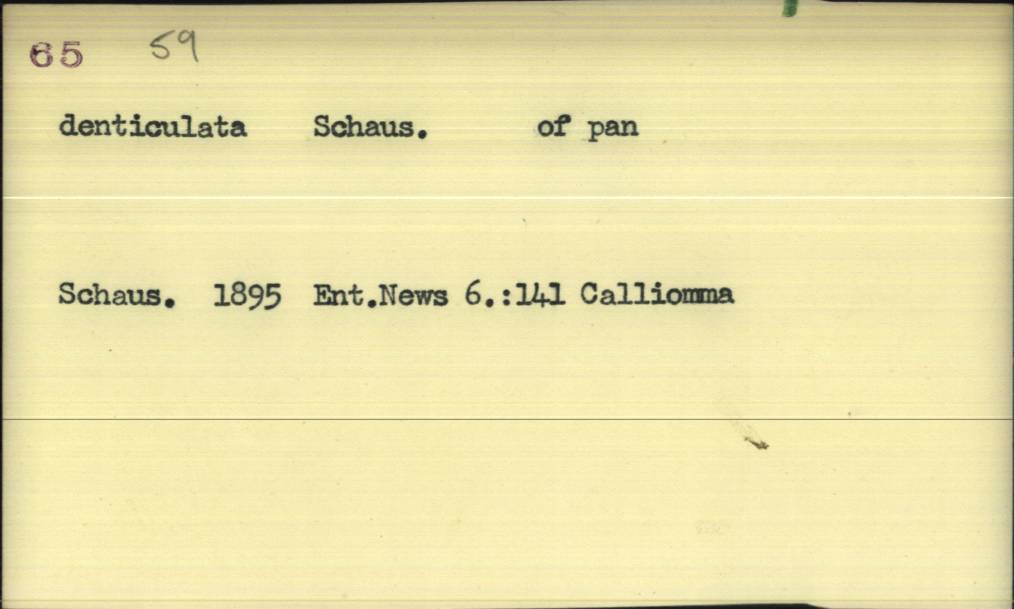 65 59
denticulata Schaus. of pan
Schaus. 1895 Ent.News 6.:141 Calliomma